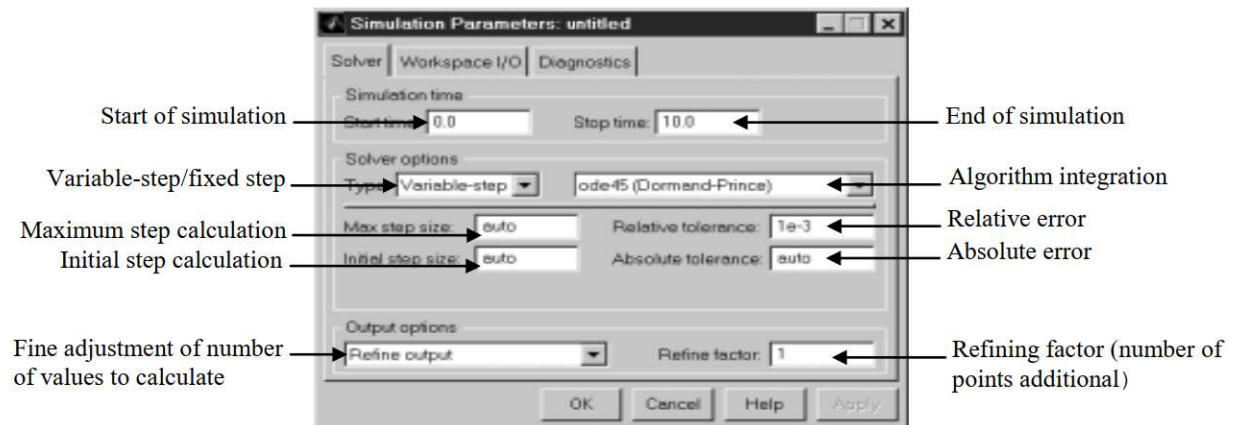 Simulation Parameters: untitled
Solver Workspace I/O Diagnostics
Simulation time
Start of simulation
Start time: 0.0
Stop time: 10.0
End of simulation
Solver options
Variable-step/fixed step
Type: Variable-step
ode45 (Dormand-Prince)
Algorithm integration
Maximum step calculation
Max step size: auto
Relative tolerance: 1e-3
Relative error
Initial step calculation
Initial step size: auto
Absolute tolerance: auto
Absolute error
Output options
Fine adjustment of number
of values to calculate
Refine output
Refine factor: 1
Refining factor (number of
points additional)
OK Cancel Help Apply